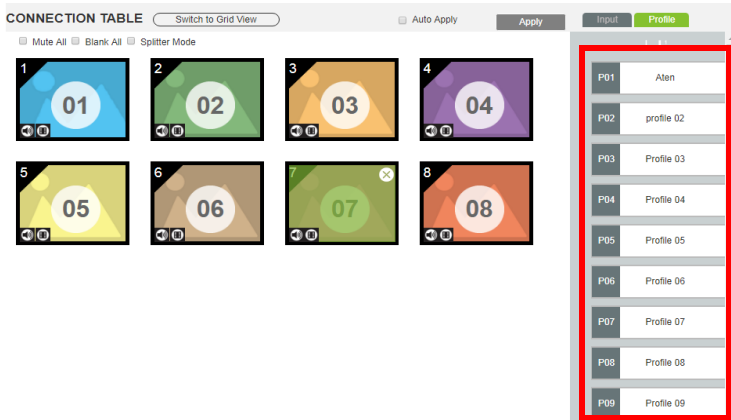 CONNECTION TABLE Switch to Grid View Auto Apply Apply Input Profile
Mute All Blank All Splitter Mode
1 01 2 02 3 03 4 04
5 05 6 06 7 07 8 08
P01 Aten
P02 profile 02
P03 Profile 03
P04 Profile 04
P05 Profile 05
P06 Profile 06
P07 Profile 07
P08 Profile 08
P09 Profile 09